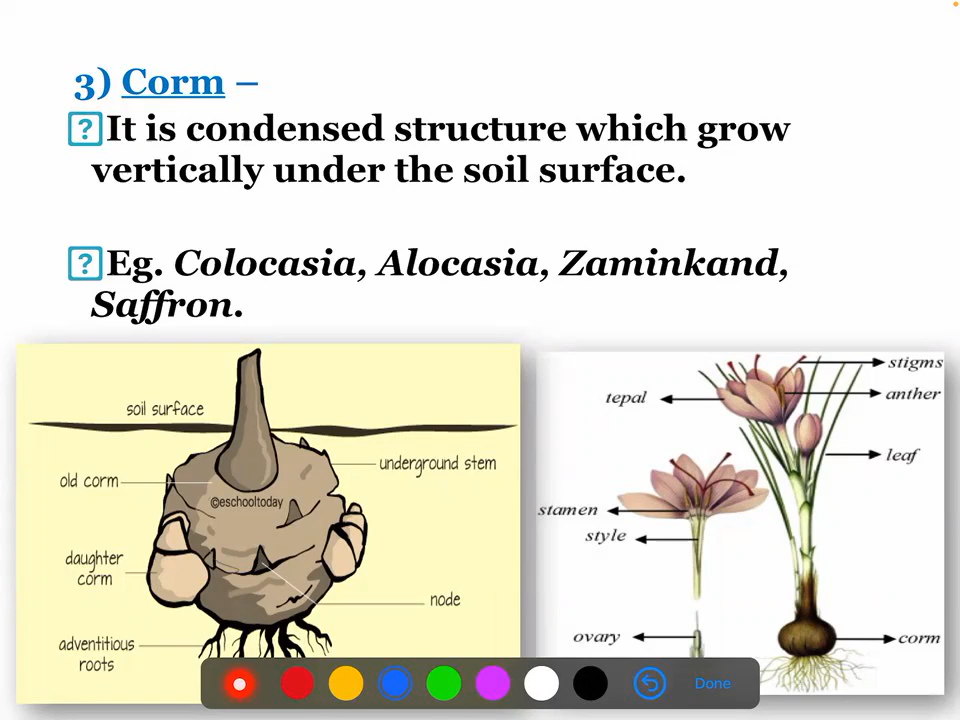 3) Corm –
It is condensed structure which grow
vertically under the soil surface.
Eg. Colocasia, Alocasia, Zaminkand,
Saffron.
soil surface
underground stem
old corm
©eschooltoday
daughter
corm
node
adventitious
roots
stigms
tepal
anther
leaf
stamen
style
ovary
corm
Done